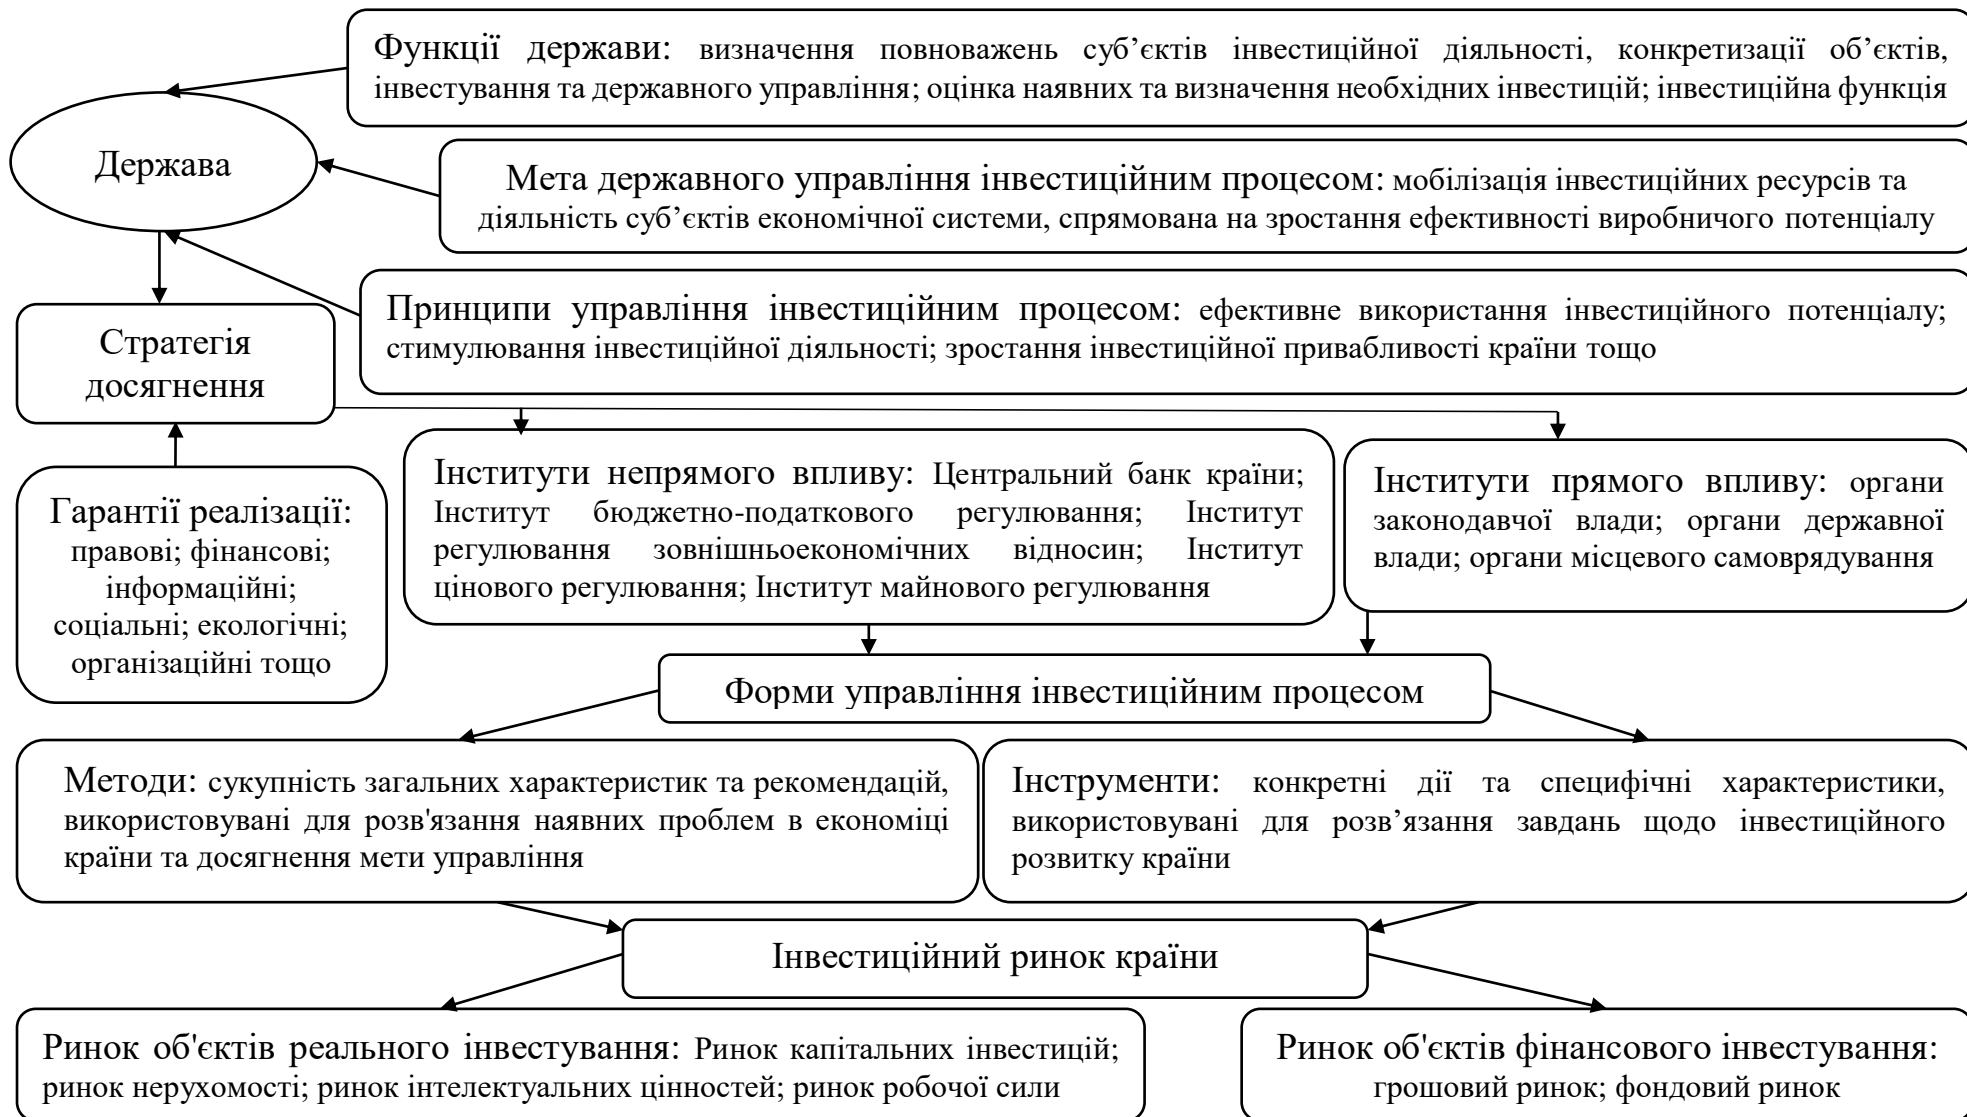 Функції держави: визначення повноважень суб’єктів інвестиційної діяльності, конкретизації об’єктів,
інвестування та державного управління; оцінка наявних та визначення необхідних інвестицій; інвестиційна функція
Держава
Мета державного управління інвестиційним процесом: мобілізація інвестиційних ресурсів та
діяльність суб’єктів економічної системи, спрямована на зростання ефективності виробничого потенціалу
Принципи управління інвестиційним процесом: ефективне використання інвестиційного потенціалу;
стимулювання інвестиційної діяльності; зростання інвестиційної привабливості країни тощо
Стратегія
досягнення
Гарантії реалізації:
правові; фінансові;
інформаційні;
соціальні; екологічні;
організаційні тощо
Інститути непрямого впливу: Центральний банк країни;
Інститут бюджетно-податкового регулювання; Інститут
регулювання зовнішньоекономічних відносин; Інститут
цінового регулювання; Інститут майнового регулювання
Інститути прямого впливу: органи
законодавчої влади; органи державної
влади; органи місцевого самоврядування
Форми управління інвестиційним процесом
Методи: сукупність загальних характеристик та рекомендацій,
використовувані для розв'язання наявних проблем в економіці
країни та досягнення мети управління
Інструменти: конкретні дії та специфічні характеристики,
використовувані для розв’язання завдань щодо інвестиційного
розвитку країни
Інвестиційний ринок країни
Ринок об'єктів реального інвестування: Ринок капітальних інвестицій;
ринок нерухомості; ринок інтелектуальних цінностей; ринок робочої сили
Ринок об'єктів фінансового інвестування:
грошовий ринок; фондовий ринок